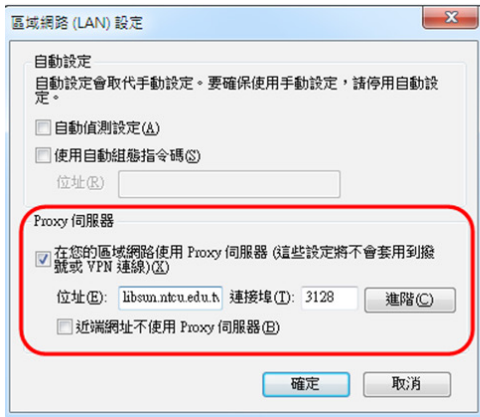 區域網路 (LAN) 設定
自動設定
自動設定會取代手動設定。要確保使用手動設定，請停用自動設
定。
自動偵測設定(A)
使用自動組態指令碼(S)
位址(R)
Proxy 伺服器
在您的區域網路使用 Proxy 伺服器 (這些設定將不會套用到撥
號或 VPN 連線)(X)
位址(E): libsun.ntcu.edu.tw 連接埠(T): 3128 進階(C)
近端網址不使用 Proxy 伺服器(B)
確定 取消